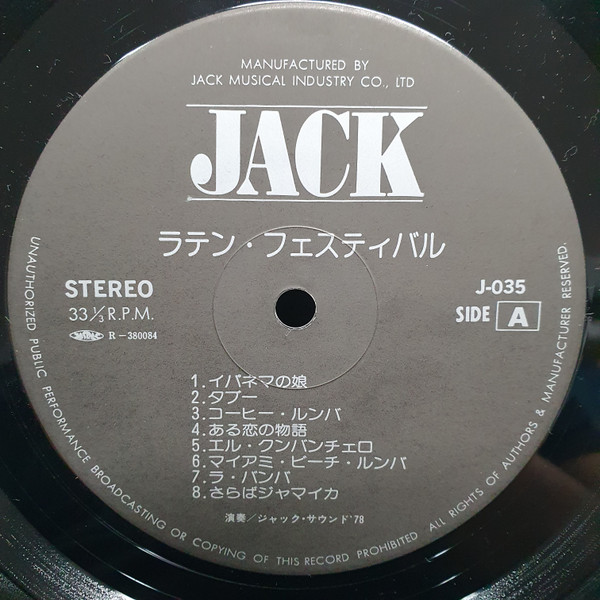 MANUFACTURED BY
JACK MUSICAL INDUSTRY CO., LTD
JACK
ラテン・フェスティバル
STEREO
33 1/3 R.P.M.
R-380084
J-035
SIDE A
1.イパネマの娘
2.タブー
3.コーヒー・ルンバ
4.ある恋の物語
5.エル・クンバンチェロ
6.マイアミ・ビーチ・ルンバ
7.ラ・バンバ
8.さらばジャマイカ
演奏/ジャック・サウンド'78
UNAUTHORIZED PUBLIC PERFORMANCE BROADCASTING OR COPYING OF THIS RECORD PROHIBITED ALL RIGHTS OF AUTHORS & MANUFACTURER RESERVED.